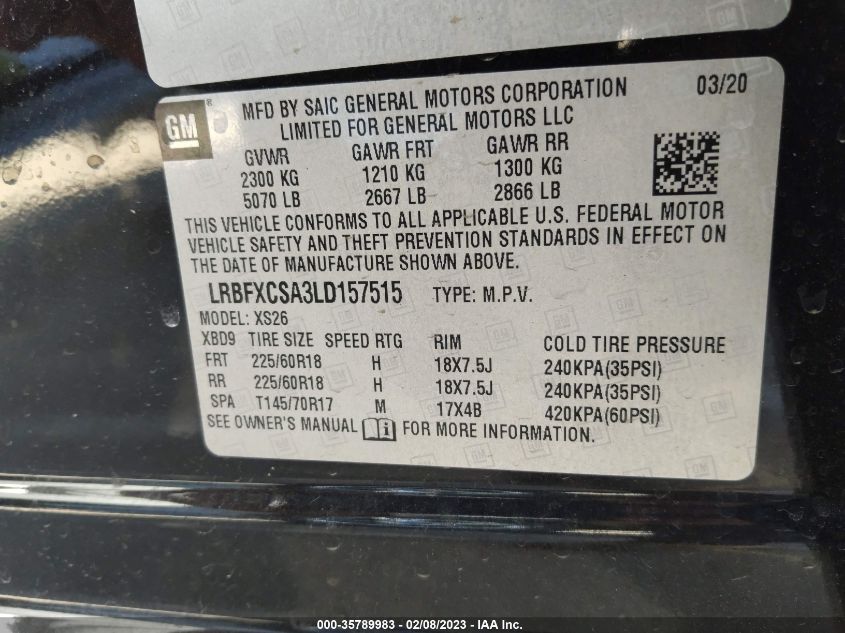 GM ®
MFD BY SAIC GENERAL MOTORS CORPORATION 03/20
LIMITED FOR GENERAL MOTORS LLC
GVWR GAWR FRT GAWR RR
2300 KG 1210 KG 1300 KG
5070 LB 2667 LB 2866 LB
THIS VEHICLE CONFORMS TO ALL APPLICABLE U.S. FEDERAL MOTOR
VEHICLE SAFETY AND THEFT PREVENTION STANDARDS IN EFFECT ON
THE DATE OF MANUFACTURE SHOWN ABOVE.
LRBFXCSA3LD157515 TYPE: M.P.V.
MODEL: XS26
XBD9 TIRE SIZE SPEED RTG RIM COLD TIRE PRESSURE
FRT 225/60R18 H 18X7.5J 240KPA(35PSI)
RR 225/60R18 H 18X7.5J 240KPA(35PSI)
SPA T145/70R17 M 17X4B 420KPA(60PSI)
SEE OWNER'S MANUAL i FOR MORE INFORMATION.
000-35789983 - 02/08/2023 - IAA Inc.